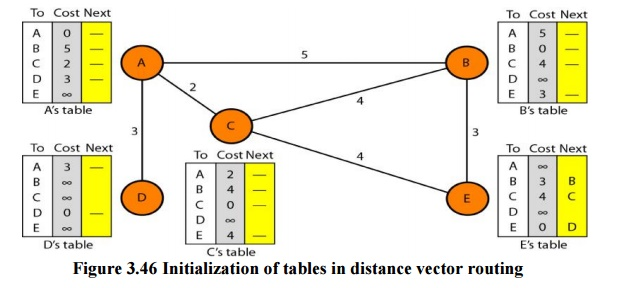 To Cost Next
A 0 —
B 5 —
C 2 —
D 3 —
E ∞
A's table
To Cost Next
A 5 —
B 0 —
C 4 —
D ∞
E 3 —
B's table
A
B
C
D
E
5
2
4
3
3
4
To Cost Next
A 3 —
B ∞
C ∞
D 0 —
E ∞
D's table
To Cost Next
A 2 —
B 4 —
C 0 —
D ∞
E 4 —
C's table
To Cost Next
A ∞
B 3 B
C 4 C
D ∞
E 0 D
E's table
Figure 3.46 Initialization of tables in distance vector routing